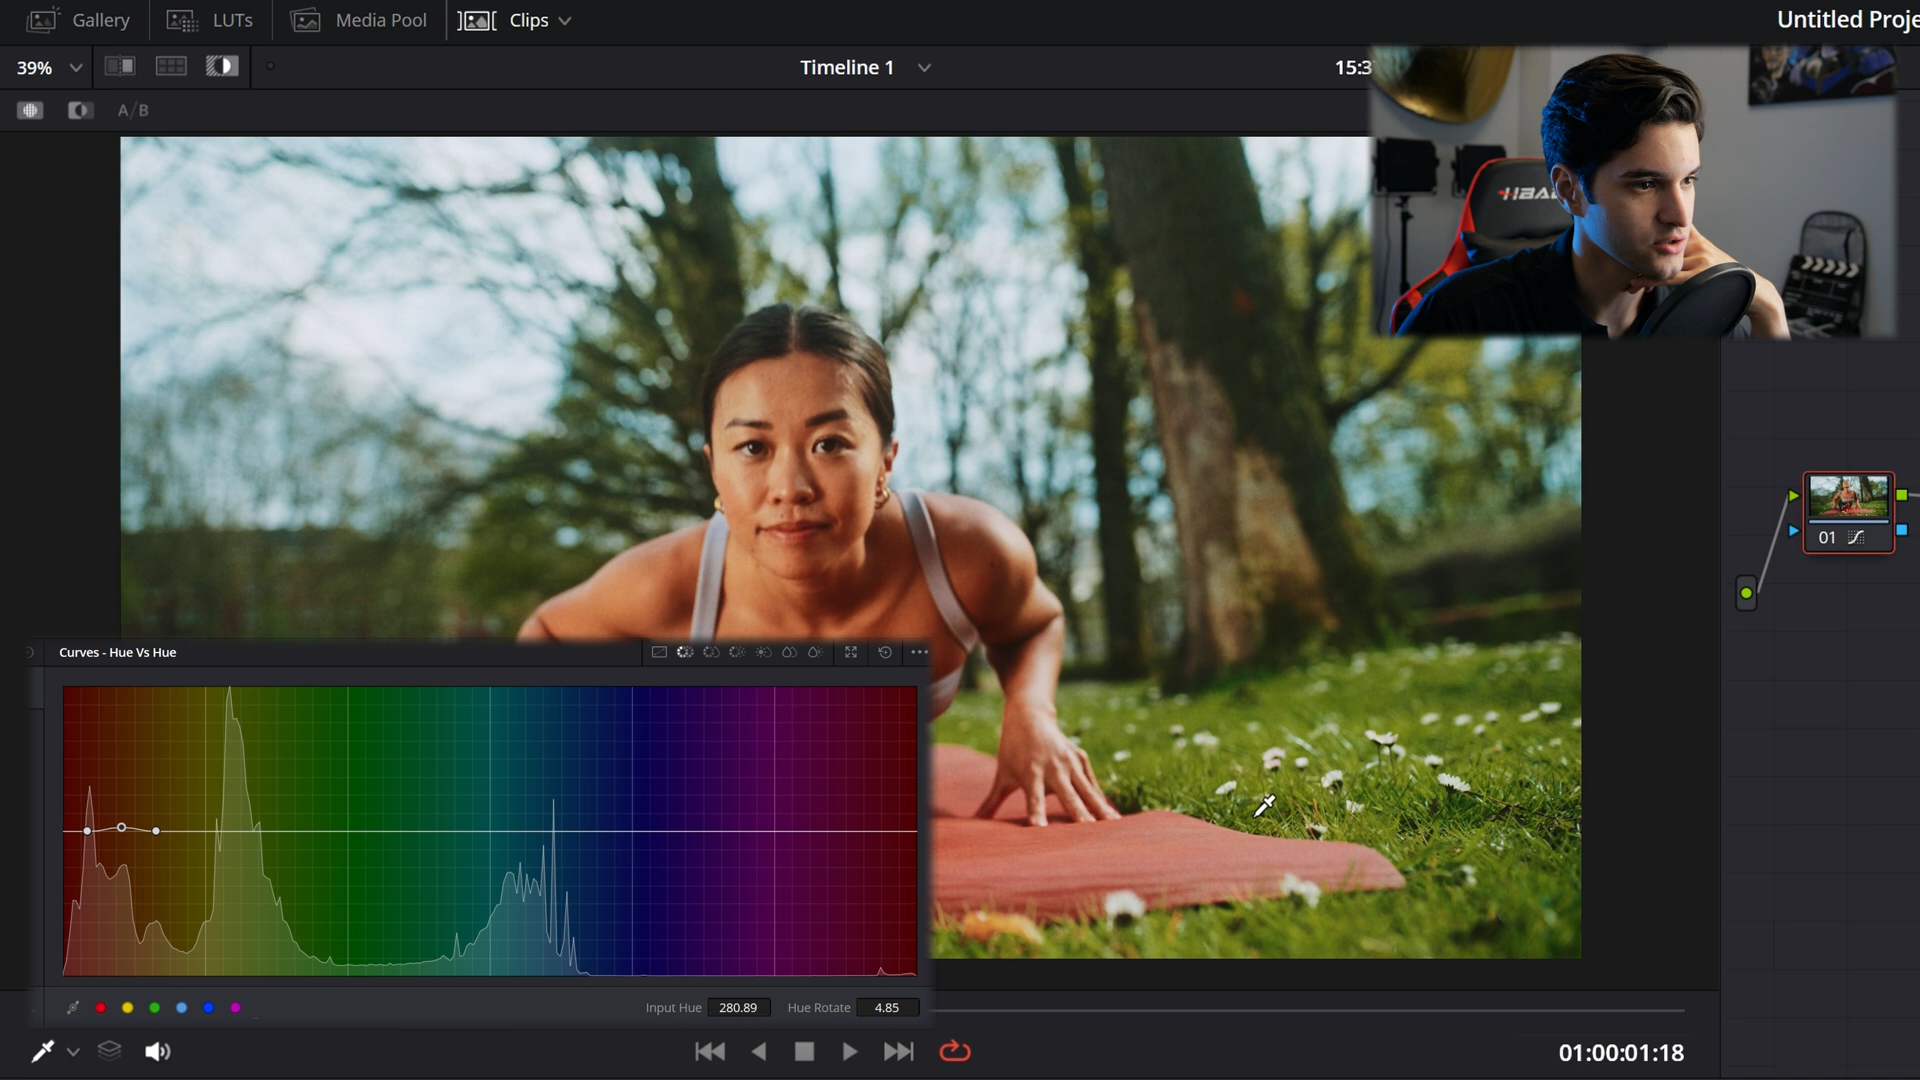 Gallery
LUTs
Media Pool
Clips
Untitled Proje
39%
Timeline 1
15:3
A/B
HBA
01
Curves - Hue Vs Hue
Input Hue 280.89 Hue Rotate 4.85
01:00:01:18